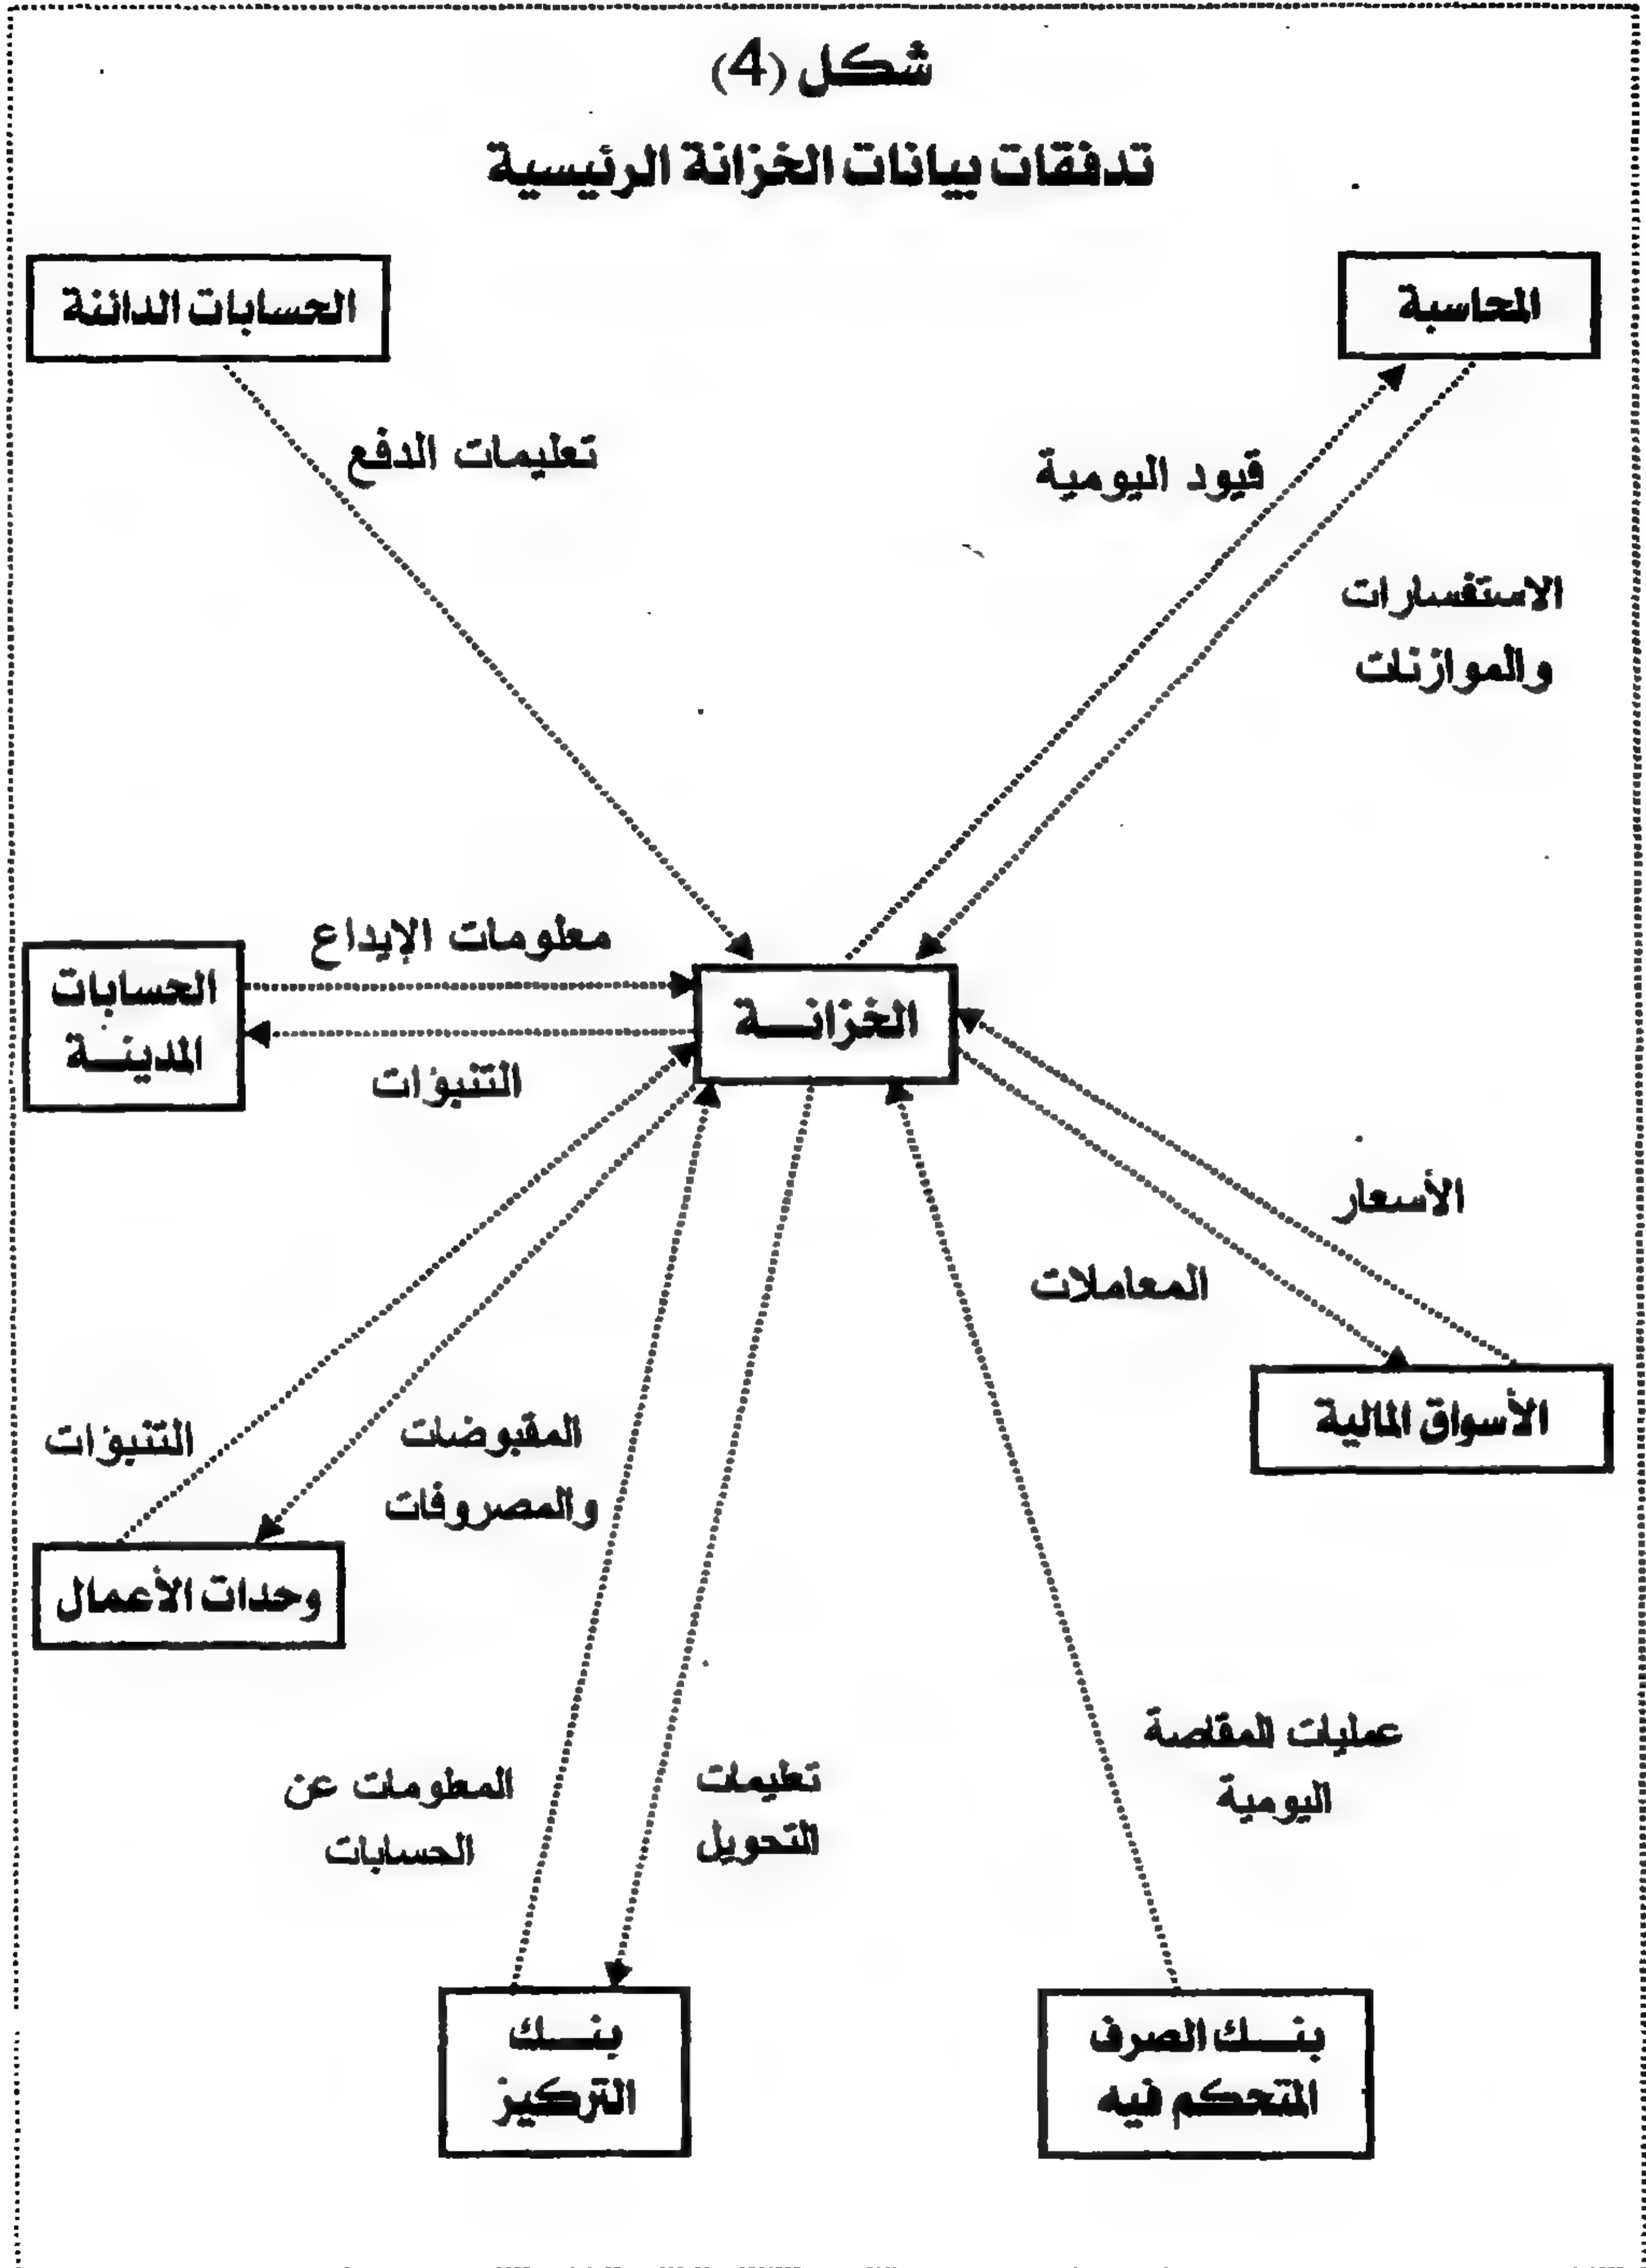 شكل (4)
تدفقات بيانات الخزانة الرئيسية
المحاسبة
الحسابات الدائنة
تعليمات الدفع
قيود اليومية
الاستفسارات
والموازنات
معلومات الإيداع
الحسابات
المدينـــة
الخزانـــة
التنبؤات
الأسعار
المعاملات
الأسواق المالية
المقبوضات
والمصروفات
التنبؤات
وحدات الأعمال
عمليات المقاصة
اليومية
تعليمات
التحويل
المعلومات عن
الحسابات
بنـــك الصرف
المتحكم فيه
بنـــك
التركيز